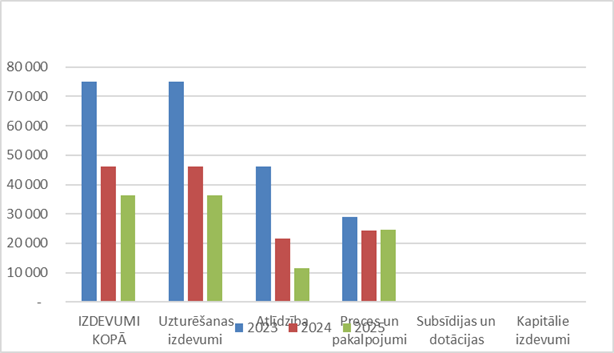 80 000
70 000
60 000
50 000
40 000
30 000
20 000
10 000
-
IZDEVUMI KOPĀ
Uzturēšanas izdevumi
Atlīdzība
Preces un pakalpojumi
Subsīdijas un dotācijas
Kapitālie izdevumi
2023
2024
2025